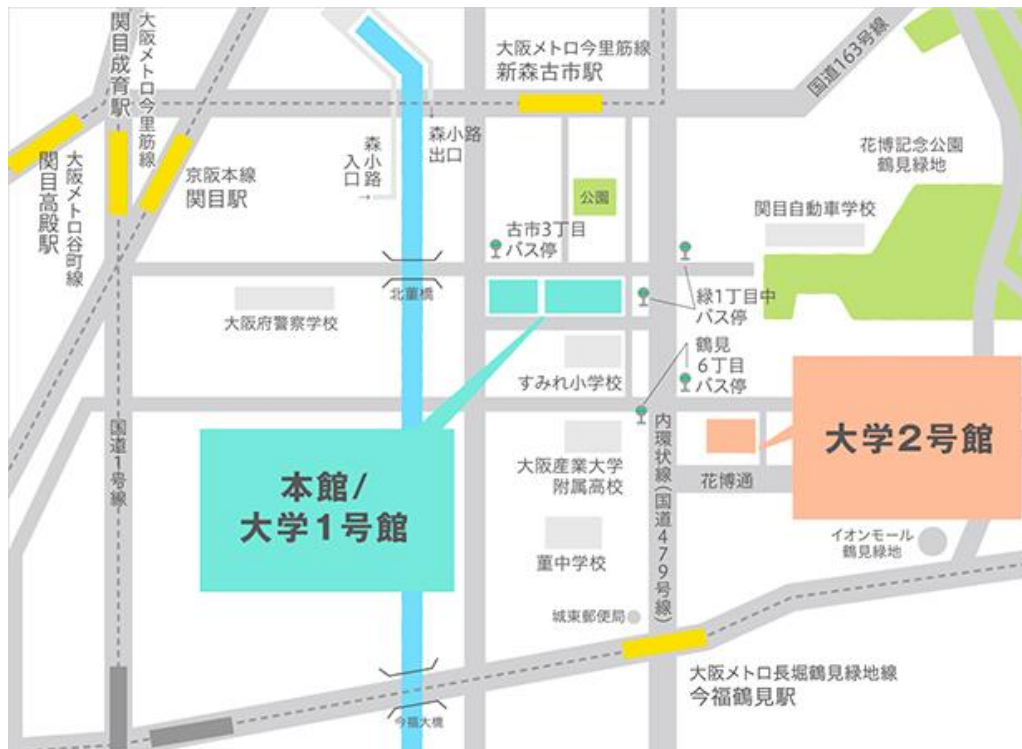 関目成育駅
大阪メトロ今里筋線
大阪メトロ今里筋線
新森古市駅
国道163号線
関目高殿駅
大阪メトロ谷町線
京阪本線
関目駅
森小路
入口→
森小路
出口
公園
花博記念公園
鶴見緑地
関目自動車学校
古市3丁目
バス停
北菫橋
大阪府警察学校
緑1丁目中
バス停
鶴見
6丁目
バス停
すみれ小学校
国道1号線
本館/
大学1号館
大阪産業大学
附属高校
内環状線(国道479号線)
大学2号館
花博通
菫中学校
イオンモール
鶴見緑地
城東郵便局
大阪メトロ長堀鶴見緑地線
今福鶴見駅
今福大橋